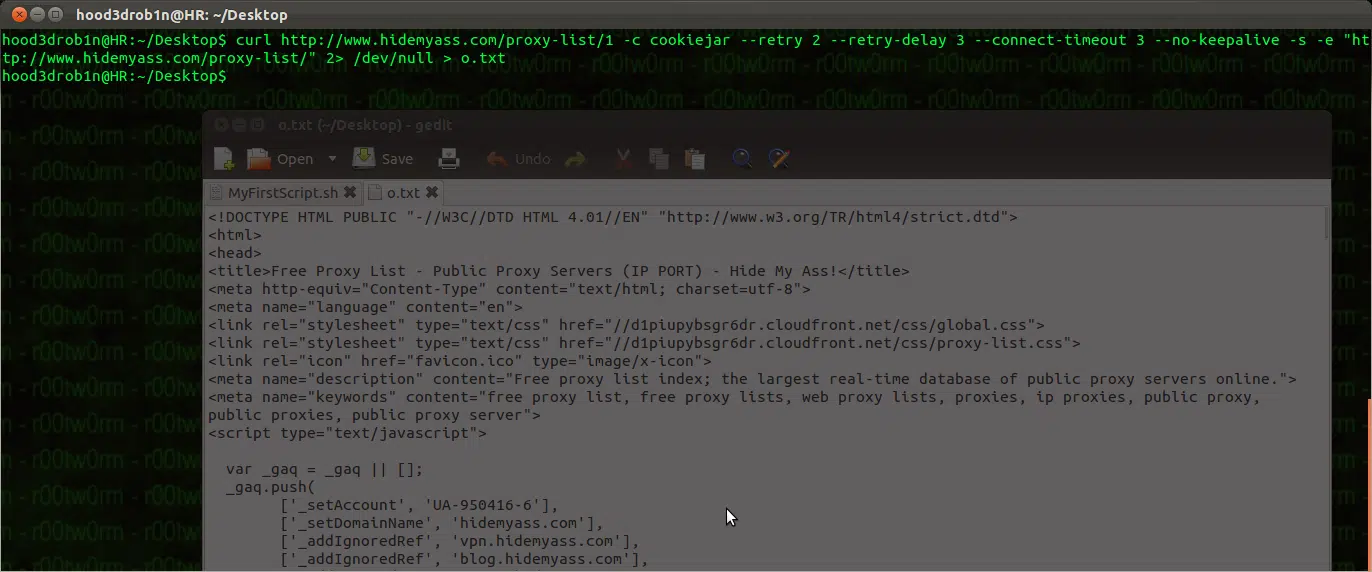 hood3drob1n@HR: ~/Desktop
hood3drob1n@HR:~/Desktop$ curl http://www.hidemyass.com/proxy-list/1 -c cookiejar --retry 2 --retry-delay 3 --connect-timeout 3 --no-keepalive -s -e "ht
tp://www.hidemyass.com/proxy-list/" 2> /dev/null > o.txt
hood3drob1n@HR:~/Desktop$
o.txt (~/Desktop) - gedit
Open Save Undo
MyFirstScript.sh o.txt
<!DOCTYPE HTML PUBLIC "-//W3C//DTD HTML 4.01//EN" "http://www.w3.org/TR/html4/strict.dtd">
<html>
<head>
<title>Free Proxy List - Public Proxy Servers (IP PORT) - Hide My Ass!</title>
<meta http-equiv="Content-Type" content="text/html; charset=utf-8">
<meta name="language" content="en">
<link rel="stylesheet" type="text/css" href="//d1piupybsgr6dr.cloudfront.net/css/global.css">
<link rel="stylesheet" type="text/css" href="//d1piupybsgr6dr.cloudfront.net/css/proxy-list.css">
<link rel="icon" href="favicon.ico" type="image/x-icon">
<meta name="description" content="Free proxy list index; the largest real-time database of public proxy servers online.">
<meta name="keywords" content="free proxy list, free proxy lists, web proxy lists, proxies, ip proxies, public proxy,
public proxies, public proxy server">
<script type="text/javascript">
var _gaq = _gaq || [];
_gaq.push(
['_setAccount', 'UA-950416-6'],
['_setDomainName', 'hidemyass.com'],
['_addIgnoredRef', 'vpn.hidemyass.com'],
['_addIgnoredRef', 'blog.hidemyass.com'],